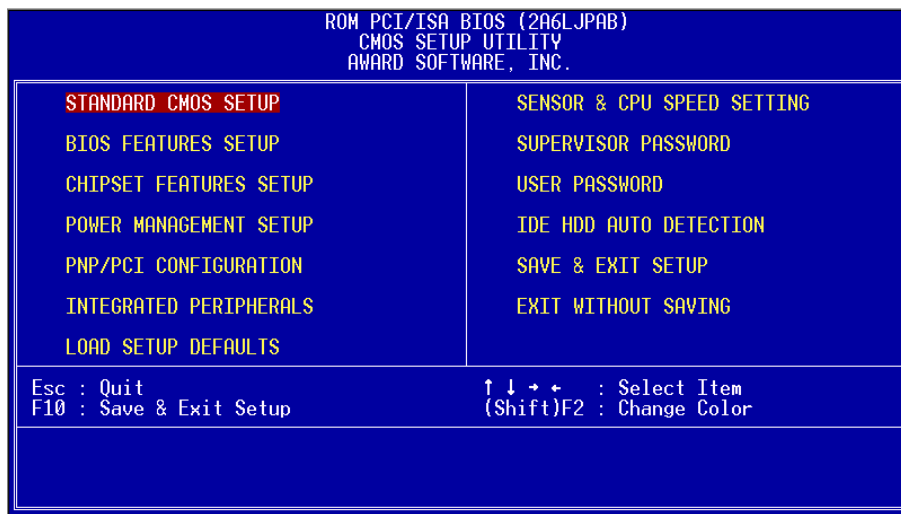 ROM PCI/ISA BIOS (2A6LJPAB)
CMOS SETUP UTILITY
AWARD SOFTWARE, INC.
STANDARD CMOS SETUP
BIOS FEATURES SETUP
CHIPSET FEATURES SETUP
POWER MANAGEMENT SETUP
PNP/PCI CONFIGURATION
INTEGRATED PERIPHERALS
LOAD SETUP DEFAULTS
SENSOR & CPU SPEED SETTING
SUPERVISOR PASSWORD
USER PASSWORD
IDE HDD AUTO DETECTION
SAVE & EXIT SETUP
EXIT WITHOUT SAVING
Esc : Quit
F10 : Save & Exit Setup
↑ ↓ → ← : Select Item
(Shift)F2 : Change Color